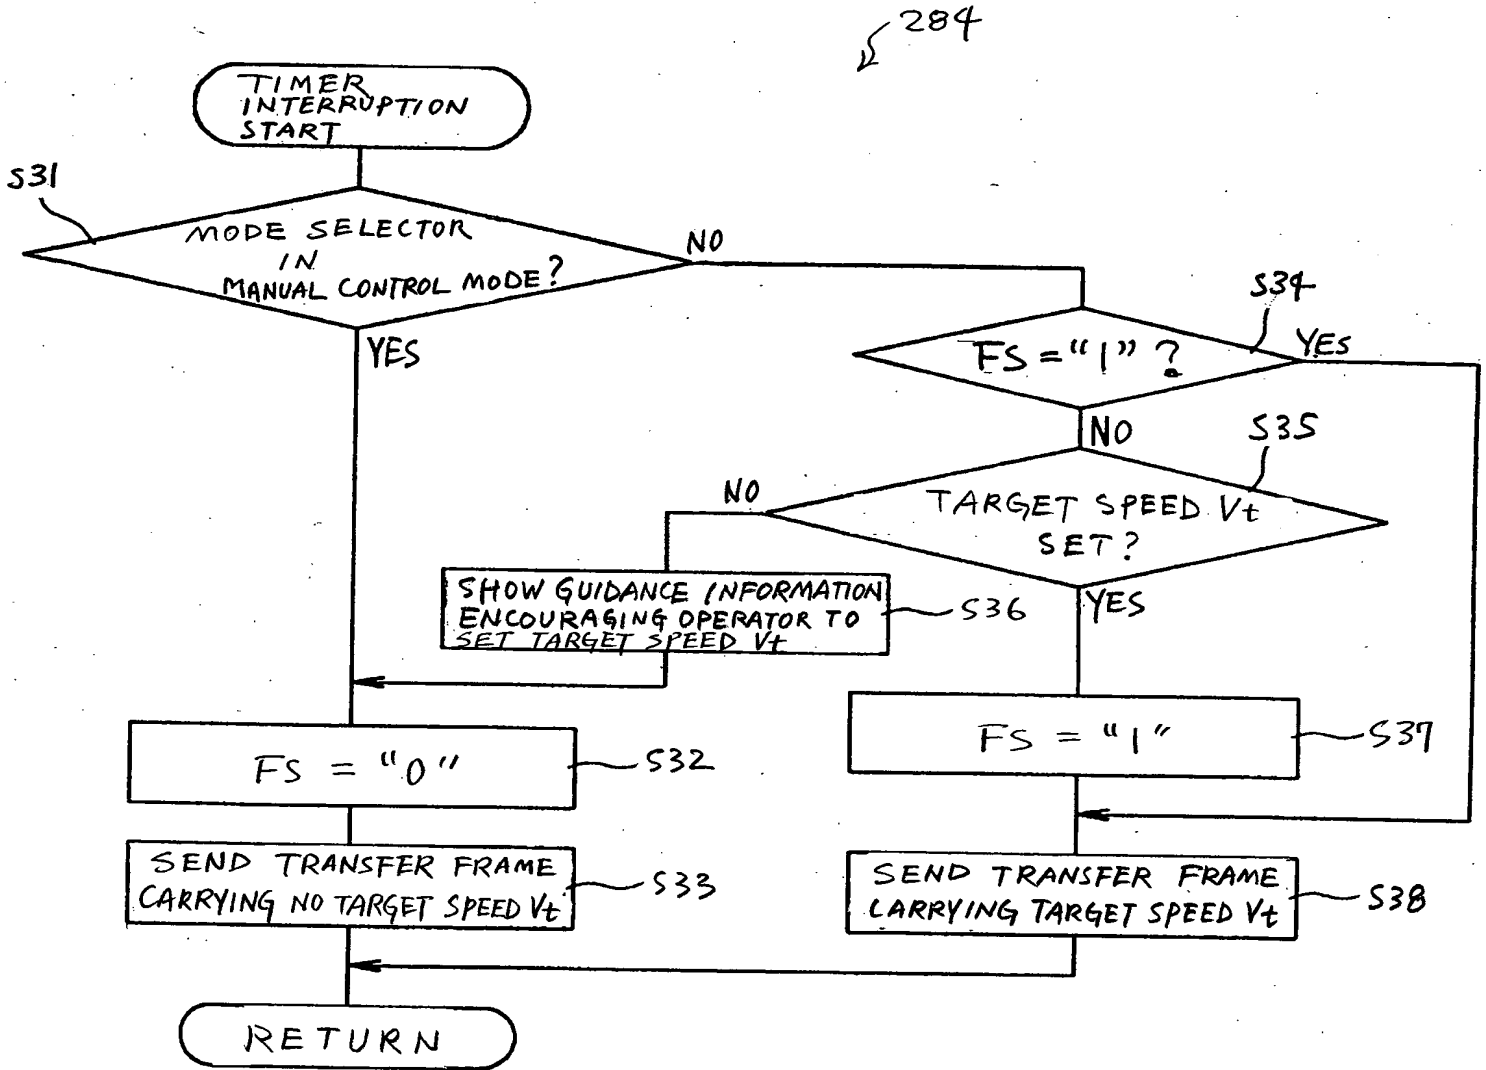 284
TIMER
INTERRUPTION
START
S31
MODE SELECTOR
IN
MANUAL CONTROL MODE?
NO
YES
S34
FS = "1" ?
YES
NO
S35
TARGET SPEED Vt
SET?
NO
YES
SHOW GUIDANCE INFORMATION
ENCOURAGING OPERATOR TO
SET TARGET SPEED Vt
S36
FS = "0"
S32
FS = "1"
S37
SEND TRANSFER FRAME
CARRYING NO TARGET SPEED Vt
S33
SEND TRANSFER FRAME
CARRYING TARGET SPEED Vt
S38
RETURN